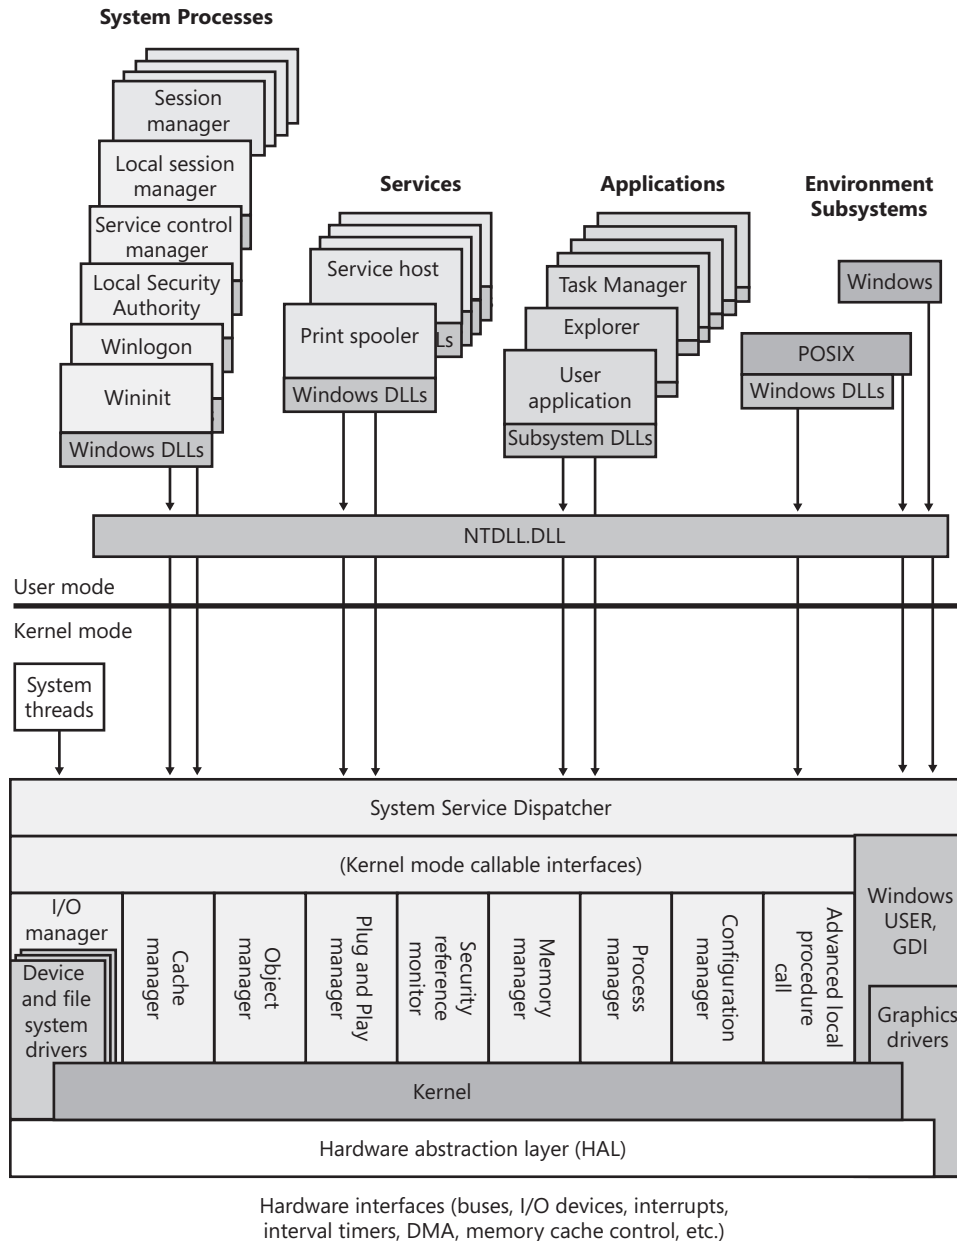 System Processes
Session
manager
Local session
manager
Service control
manager
Local Security
Authority
Winlogon
Wininit
Windows DLLs
Services
Service host
Print spooler
Ls
Windows DLLs
Applications
Task Manager
Explorer
User
application
Subsystem DLLs
Environment
Subsystems
Windows
POSIX
Windows DLLs
NTDLL.DLL
User mode
Kernel mode
System
threads
System Service Dispatcher
(Kernel mode callable interfaces)
I/O
manager
Device
and file
system
drivers
Cache
manager
Object
manager
Plug and Play
manager
Security
reference
monitor
Memory
manager
Process
manager
Configuration
manager
Advanced local
procedure
call
Windows
USER,
GDI
Graphics
drivers
Kernel
Hardware abstraction layer (HAL)
Hardware interfaces (buses, I/O devices, interrupts,
interval timers, DMA, memory cache control, etc.)